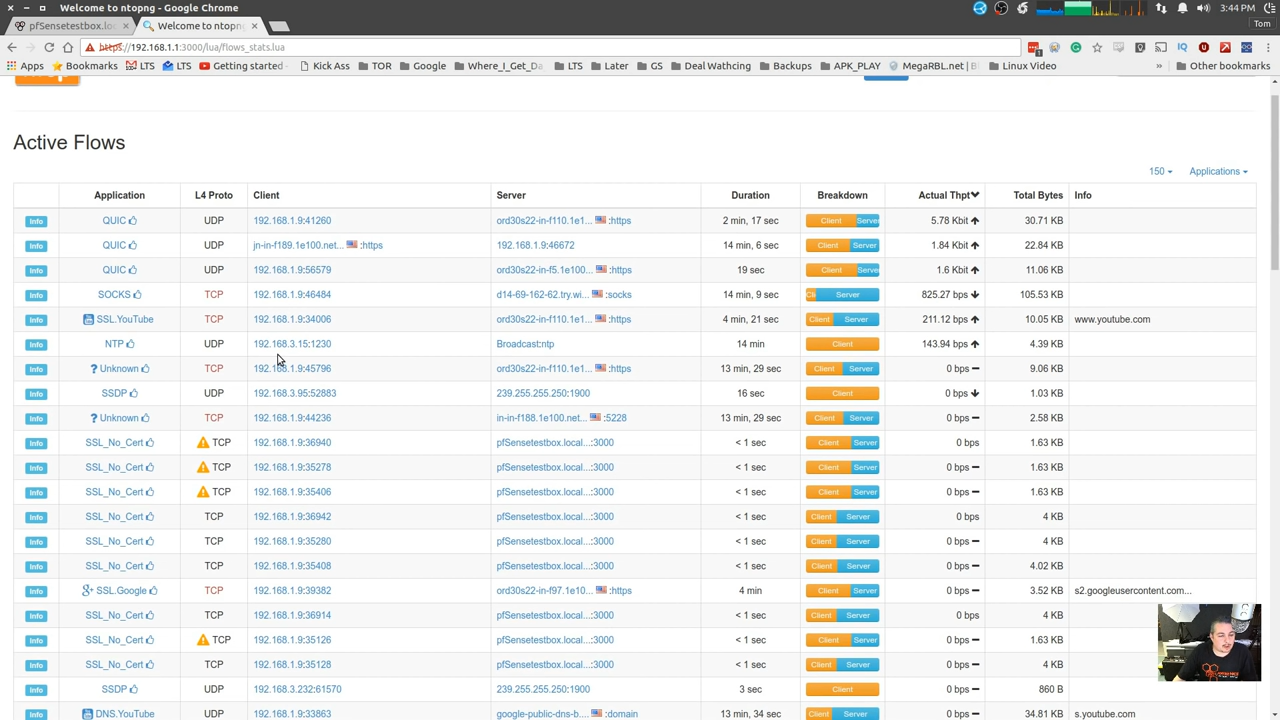 Welcome to ntopng - Google Chrome
3:44 PM
pfSensetestbox.lo
Welcome to ntopng
Tom
https://192.168.1.1:3000/lua/flows_stats.lua
Apps Bookmarks LTS LTS Getting started Kick Ass TOR Google Where_I_Get_Da LTS Later GS Deal Wacthing Backups APK_PLAY MegaRBL.net | B Linux Video » Other bookmarks
Active Flows
150 Applications
Application L4 Proto Client Server Duration Breakdown Actual Thpt Total Bytes Info
Info QUIC UDP 192.168.1.9:41260 ord30s22-in-f110.1e1... :https 2 min, 17 sec Client Server 5.78 Kbit 30.71 KB
Info QUIC UDP jn-in-f189.1e100.net... :https 192.168.1.9:46672 14 min, 6 sec Client Server 1.84 Kbit 22.84 KB
Info QUIC UDP 192.168.1.9:56579 ord30s22-in-f5.1e100... :https 19 sec Client Server 1.6 Kbit 11.06 KB
Info SOCKS TCP 192.168.1.9:46484 d14-69-162-62.try.wi... :socks 14 min, 9 sec Cli Server 825.27 bps 105.53 KB
Info SSL.YouTube TCP 192.168.1.9:34006 ord30s22-in-f110.1e1... :https 4 min, 21 sec Client Server 211.12 bps 10.05 KB www.youtube.com
Info NTP UDP 192.168.3.15:1230 Broadcast:ntp 14 min Client 143.94 bps 4.39 KB
Info ? Unknown TCP 192.168.1.9:45796 ord30s22-in-f110.1e1... :https 13 min, 29 sec Client Server 0 bps 9.06 KB
Info SSDP UDP 192.168.3.95:52883 239.255.255.250:1900 16 sec Client 0 bps 1.03 KB
Info ? Unknown TCP 192.168.1.9:44236 in-in-f188.1e100.net... :5228 13 min, 29 sec Client Server 0 bps 2.58 KB
Info SSL_No_Cert TCP 192.168.1.9:36940 pfSensetestbox.local...:3000 < 1 sec Client Server 0 bps 1.63 KB
Info SSL_No_Cert TCP 192.168.1.9:35278 pfSensetestbox.local...:3000 < 1 sec Client Server 0 bps 1.63 KB
Info SSL_No_Cert TCP 192.168.1.9:35406 pfSensetestbox.local...:3000 < 1 sec Client Server 0 bps 1.63 KB
Info SSL_No_Cert TCP 192.168.1.9:36942 pfSensetestbox.local...:3000 < 1 sec Client Server 0 bps 4 KB
Info SSL_No_Cert TCP 192.168.1.9:35280 pfSensetestbox.local...:3000 < 1 sec Client Server 0 bps 4 KB
Info SSL_No_Cert TCP 192.168.1.9:35408 pfSensetestbox.local...:3000 < 1 sec Client Server 0 bps 4.02 KB
Info SSL.Google TCP 192.168.1.9:39382 ord30s22-in-f97.1e10... :https 4 min Client Server 0 bps 3.52 KB s2.googleusercontent.com...
Info SSL_No_Cert TCP 192.168.1.9:36914 pfSensetestbox.local...:3000 < 1 sec Client Server 0 bps 4 KB
Info SSL_No_Cert TCP 192.168.1.9:35126 pfSensetestbox.local...:3000 < 1 sec Client Server 0 bps 1.63 KB
Info SSL_No_Cert TCP 192.168.1.9:35128 pfSensetestbox.local...:3000 < 1 sec Client Server 0 bps 4 KB
Info SSDP UDP 192.168.3.232:61570 239.255.255.250:1900 3 sec Client 0 bps 860 B
Info DNS.YouTube UDP 192.168.1.9:33863 google-public-dns-b... :domain 13 min, 34 sec Client Server 0 bps 34.81 KB s.youtube.com